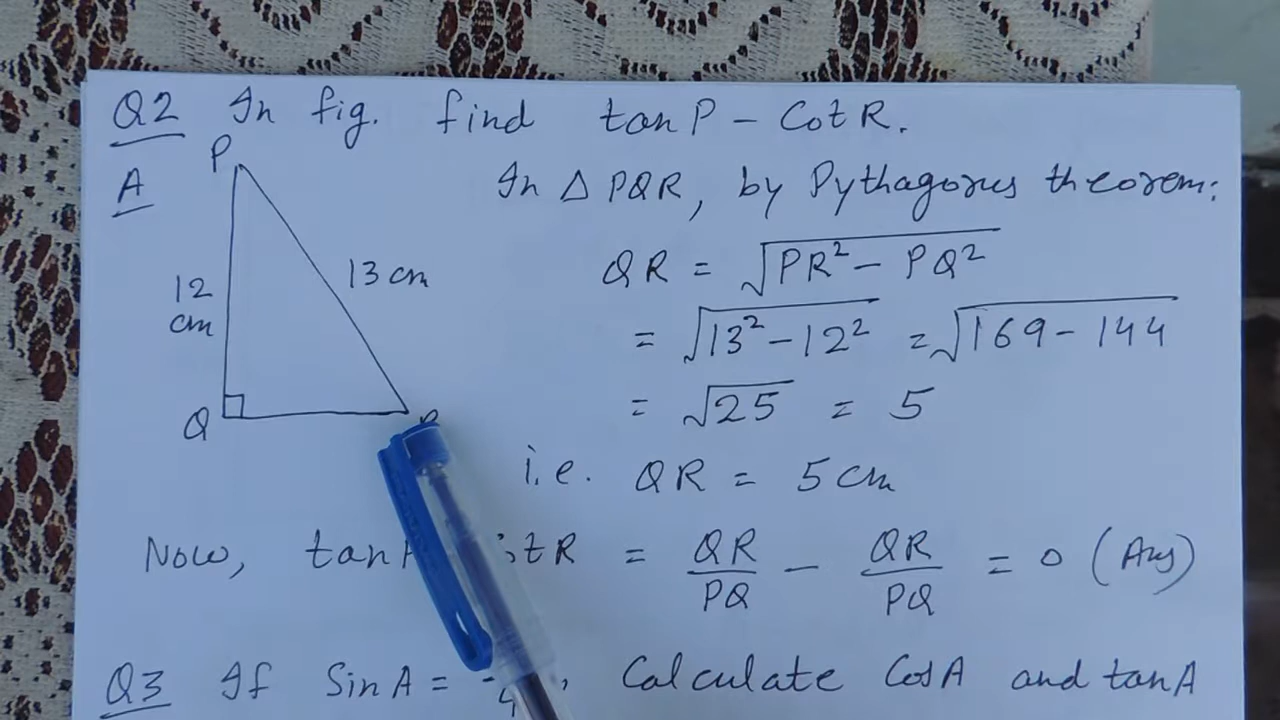 Q2 In fig. find tan P - Cot R.
A
In Δ PQR, by Pythagorus theorem:
P
12 cm
13 cm
Q
QR = √PR² - PQ²
= √13² - 12² = √169 - 144
= √25 = 5
i.e. QR = 5 cm
Now, tan R = QR/PQ - QR/PQ = 0 (Ans)
Q3 If Sin A = , Calculate Cos A and tan A